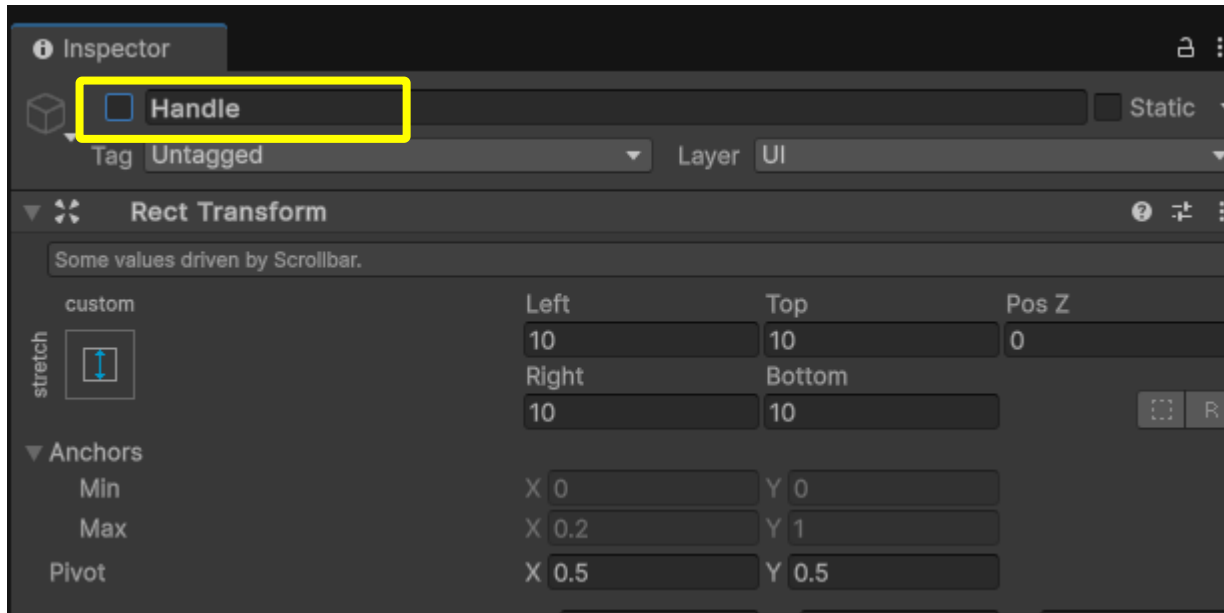 Inspector
Handle Static
Tag Untagged Layer UI
Rect Transform
Some values driven by Scrollbar.
custom Left Top Pos Z
stretch 10 10 0
Right Bottom
10 10 R
Anchors
Min X 0 Y 0
Max X 0.2 Y 1
Pivot X 0.5 Y 0.5